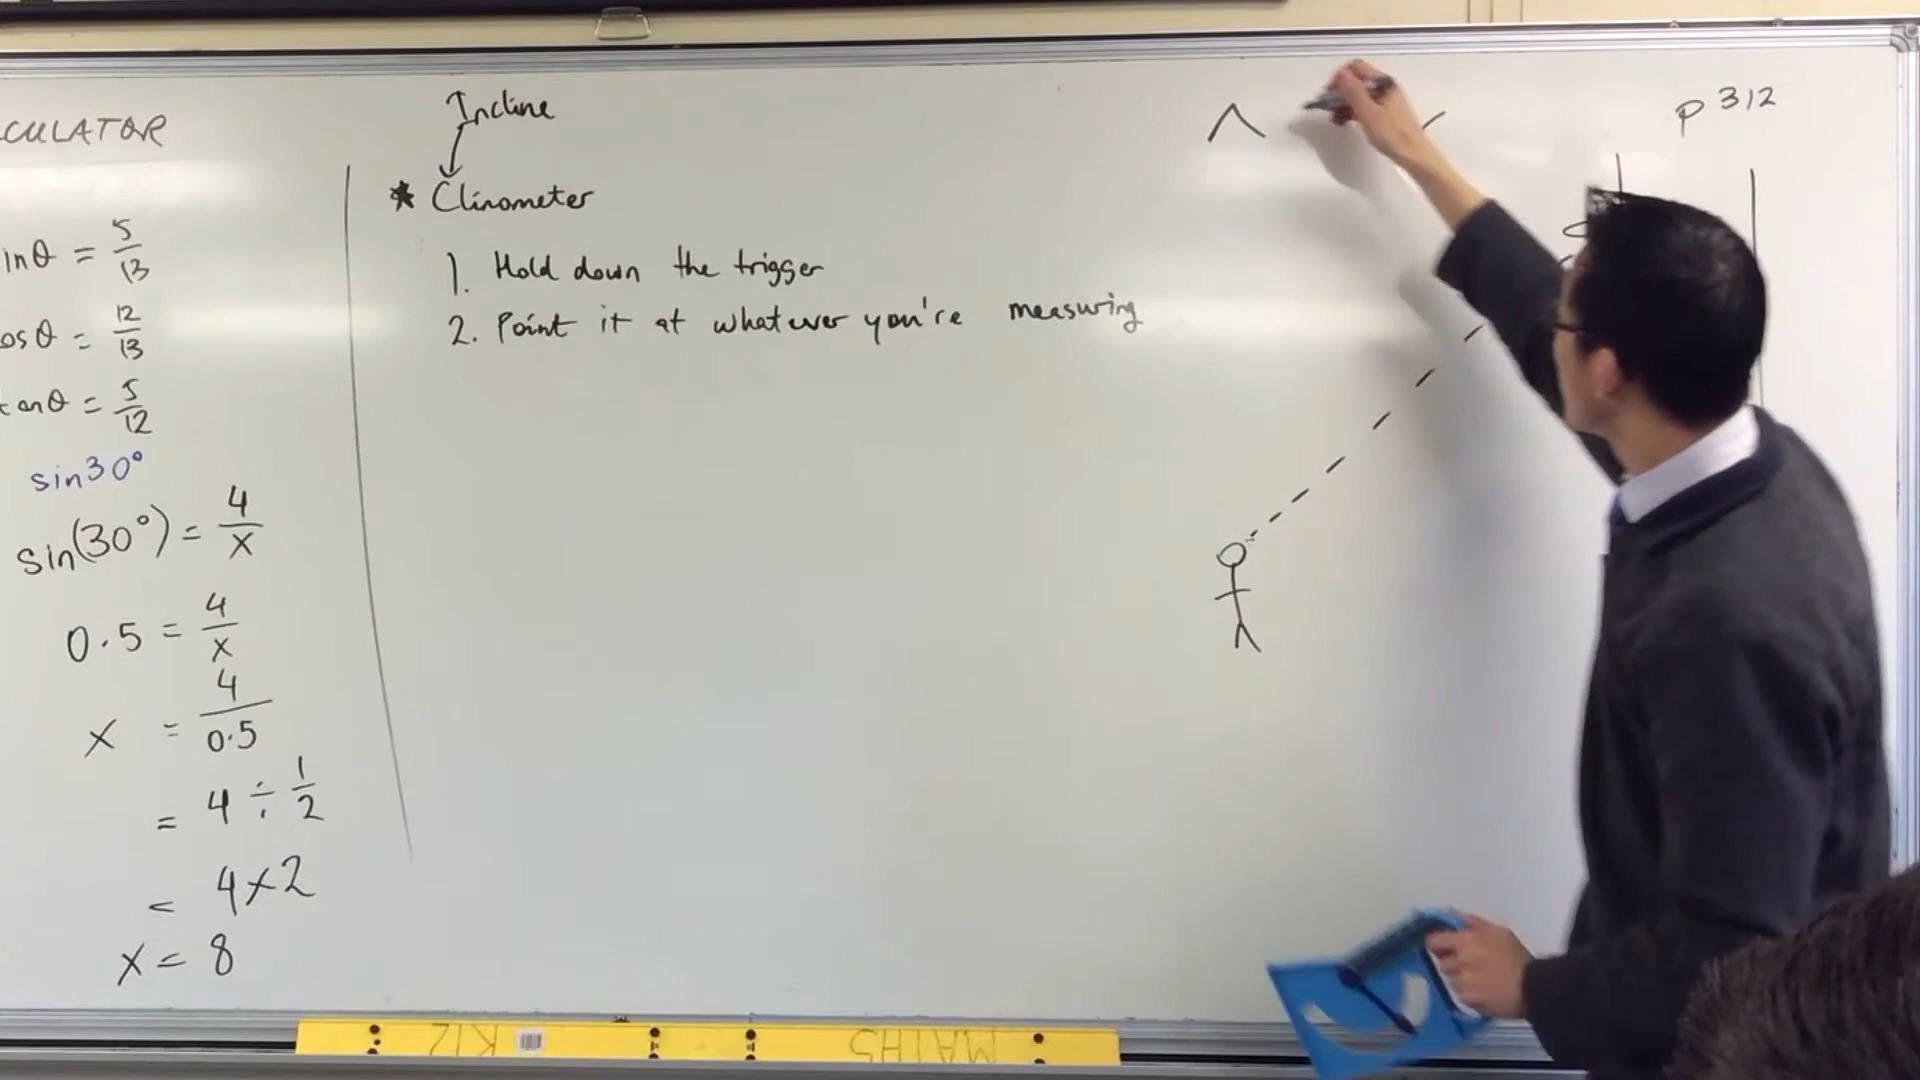 CULATOR
inθ = 5/13
osθ = 12/13
tanθ = 5/12
sin30°
sin(30°) = 4/x
0.5 = 4/x
x = 4/0.5
= 4 ÷ 1/2
= 4×2
x = 8
Incline
* Clinometer
1. Hold down the trigger
2. Point it at whatever you're measuring
p 312
K12
MATHS